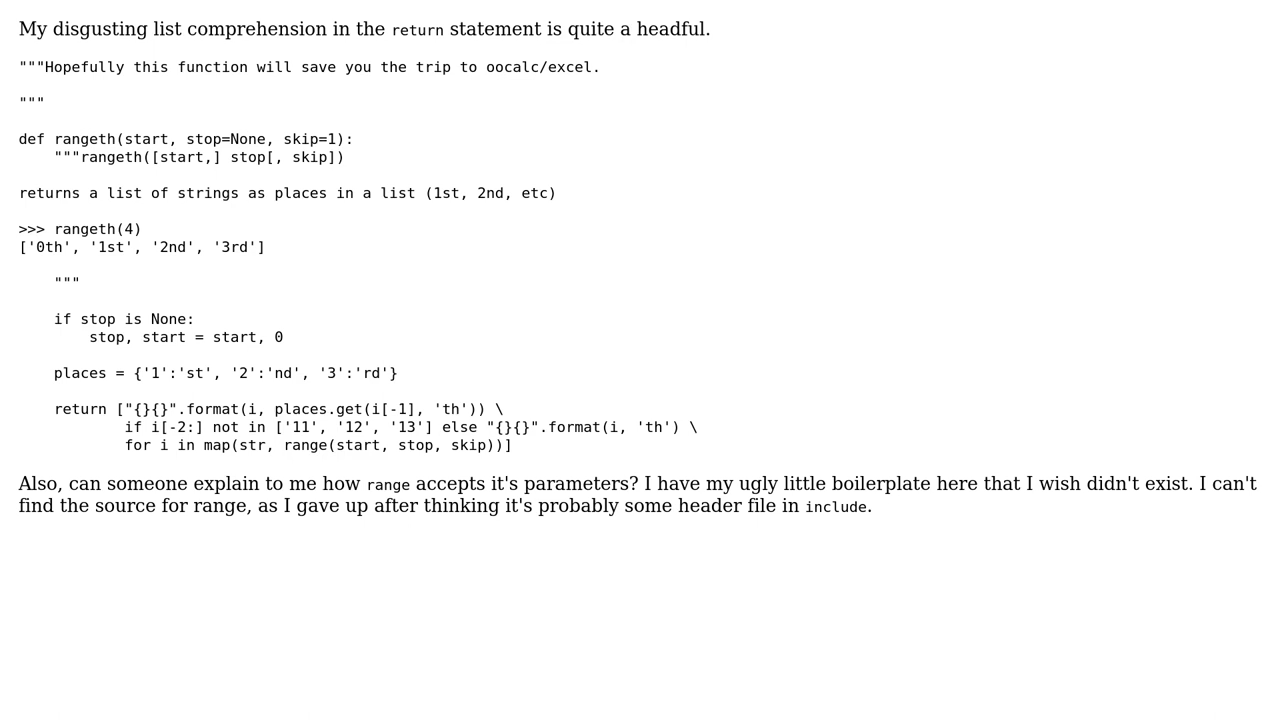 My disgusting list comprehension in the return statement is quite a headful.
"""Hopefully this function will save you the trip to oocalc/excel.
"""
def rangeth(start, stop=None, skip=1):
    """rangeth([start,] stop[, skip])
returns a list of strings as places in a list (1st, 2nd, etc)
>>> rangeth(4)
['0th', '1st', '2nd', '3rd']
    """
    if stop is None:
        stop, start = start, 0
    places = {'1':'st', '2':'nd', '3':'rd'}
    return ["{}{}".format(i, places.get(i[-1], 'th')) \
            if i[-2:] not in ['11', '12', '13'] else "{}{}".format(i, 'th') \
            for i in map(str, range(start, stop, skip))]
Also, can someone explain to me how range accepts it's parameters? I have my ugly little boilerplate here that I wish didn't exist. I can't
find the source for range, as I gave up after thinking it's probably some header file in include.